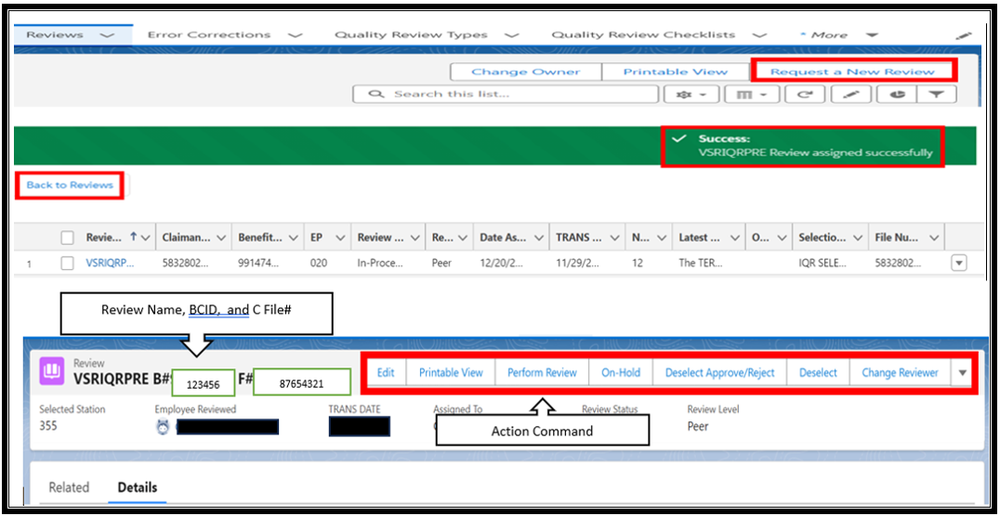 Reviews Error Corrections Quality Review Types Quality Review Checklists * More
Change Owner Printable View Request a New Review
Search this list...
Success:
VSRIQRPRE Review assigned successfully
Back to Reviews
Revie... Claiman... Benefit... EP Review ... Re... Date As... TRANS ... N... Latest ... O... Selectio... File Nu...
1 VSRIQRP... 5832802... 991474... 020 In-Proce... Peer 12/20/2... 11/29/2... 12 The TER... IQR SELE... 5832802...
Review Name, BCID, and C File#
Review
VSRIQRPRE B# 123456 F# 87654321
Edit Printable View Perform Review On-Hold Deselect Approve/Reject Deselect Change Reviewer
Selected Station Employee Reviewed TRANS DATE Assigned To Review Status Review Level
355 Peer
Action Command
Related Details